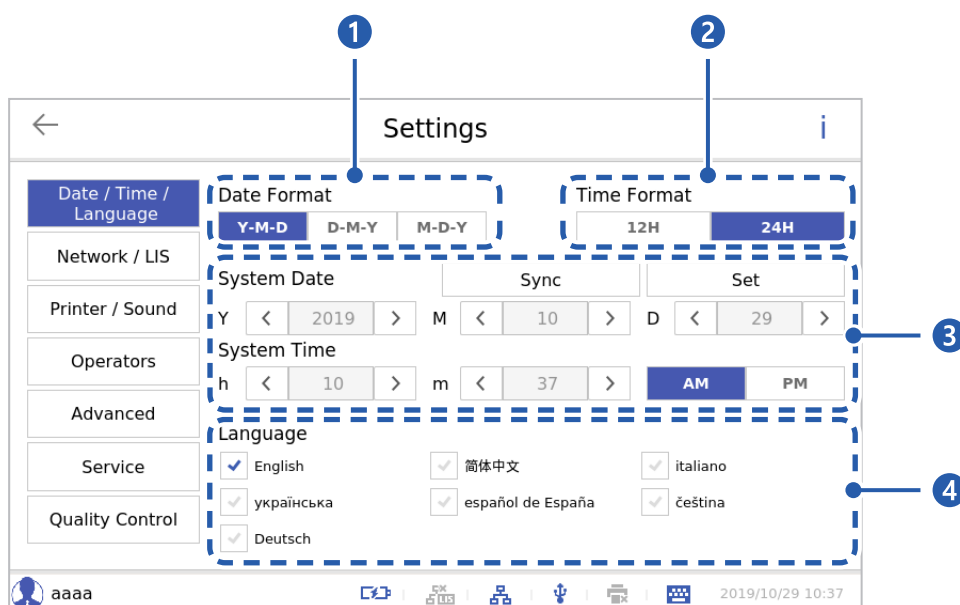 1
2
Settings
i
Date / Time /
Language
Network / LIS
Printer / Sound
Operators
Advanced
Service
Quality Control
Date Format
Y-M-D D-M-Y M-D-Y
Time Format
12H 24H
System Date Sync Set
Y 2019 M 10 D 29
System Time
h 10 m 37 AM PM
3
Language
English 简体中文 italiano
українська español de España čeština
Deutsch
4
aaaa LIS 2019/10/29 10:37